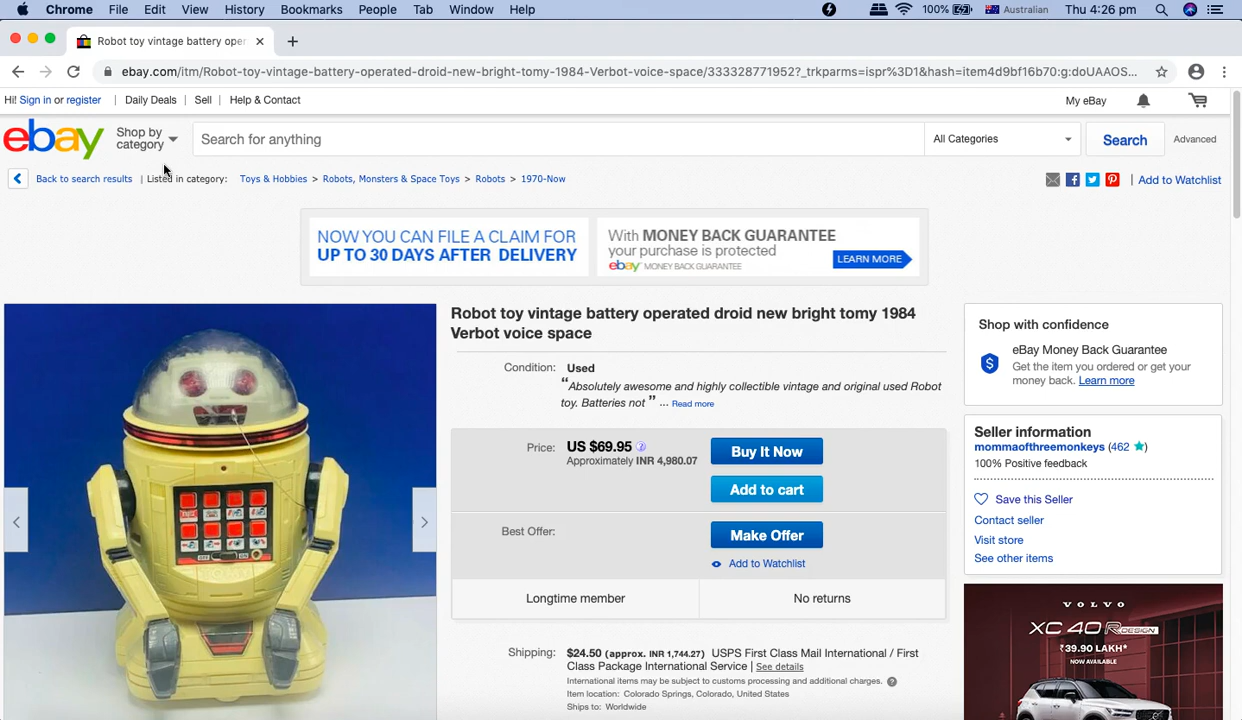 Chrome File Edit View History Bookmarks People Tab Window Help 100% Australian Thu 4:26 pm
Robot toy vintage battery oper
ebay.com/itm/Robot-toy-vintage-battery-operated-droid-new-bright-tomy-1984-Verbot-voice-space/333328771952?_trkparms=ispr%3D1&hash=item4d9bf16b70:g:doUAAOS...
Hi! Sign in or register | Daily Deals | Sell | Help & Contact My eBay
ebay Shop by category Search for anything All Categories Search Advanced
Back to search results | Listed in category: Toys & Hobbies > Robots, Monsters & Space Toys > Robots > 1970-Now | Add to Watchlist
NOW YOU CAN FILE A CLAIM FOR
UP TO 30 DAYS AFTER DELIVERY
With MONEY BACK GUARANTEE
your purchase is protected
ebay MONEY BACK GUARANTEE
LEARN MORE
Robot toy vintage battery operated droid new bright tomy 1984
Verbot voice space
Condition: Used
“Absolutely awesome and highly collectible vintage and original used Robot
toy. Batteries not ” ... Read more
Price: US $69.95
Approximately INR 4,980.07
Buy It Now
Add to cart
Best Offer:
Make Offer
Add to Watchlist
Longtime member No returns
Shipping: $24.50 (approx. INR 1,744.27) USPS First Class Mail International / First
Class Package International Service | See details
International items may be subject to customs processing and additional charges.
Item location: Colorado Springs, Colorado, United States
Ships to: Worldwide
Shop with confidence
eBay Money Back Guarantee
Get the item you ordered or get your
money back. Learn more
Seller information
mommaofthreemonkeys (462)
100% Positive feedback
Save this Seller
Contact seller
Visit store
See other items
VOLVO
XC 40 R DESIGN
₹39.90 LAKH*
NOW AVAILABLE